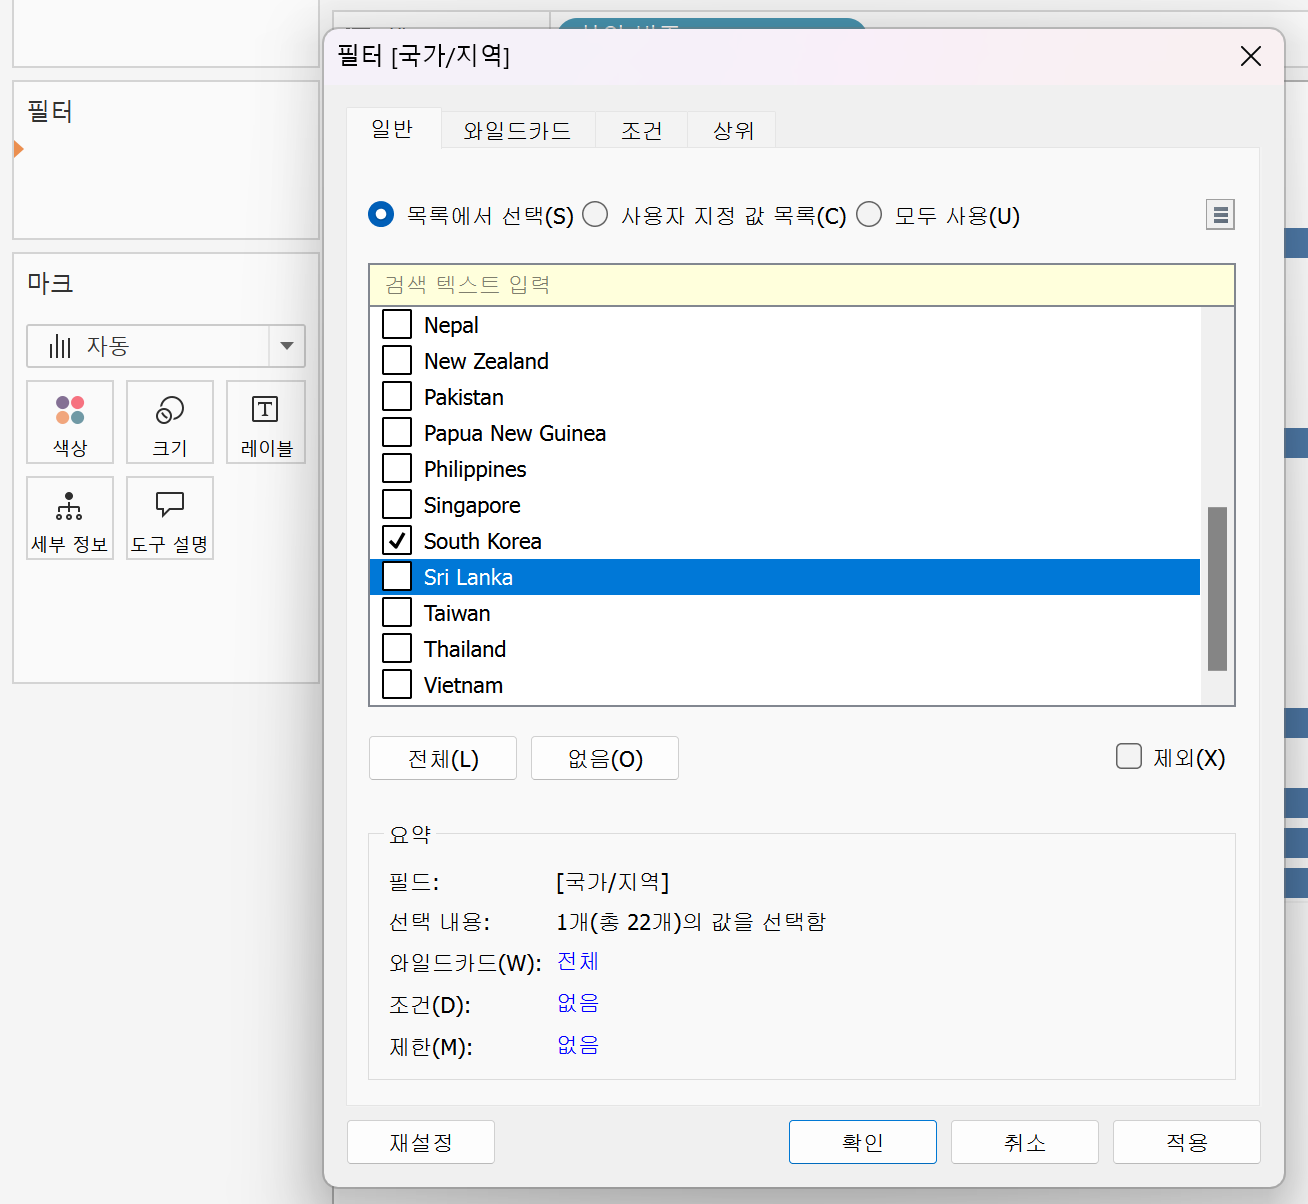 필터 [국가/지역]
필터
일반
와일드카드
조건
상위
목록에서 선택(S)
사용자 지정 값 목록(C)
모두 사용(U)
마크
자동
색상
크기
레이블
세부 정보
도구 설명
검색 텍스트 입력
Nepal
New Zealand
Pakistan
Papua New Guinea
Philippines
Singapore
South Korea
Sri Lanka
Taiwan
Thailand
Vietnam
전체(L)
없음(O)
제외(X)
요약
필드: [국가/지역]
선택 내용: 1개(총 22개)의 값을 선택함
와일드카드(W): 전체
조건(D): 없음
제한(M): 없음
재설정
확인
취소
적용